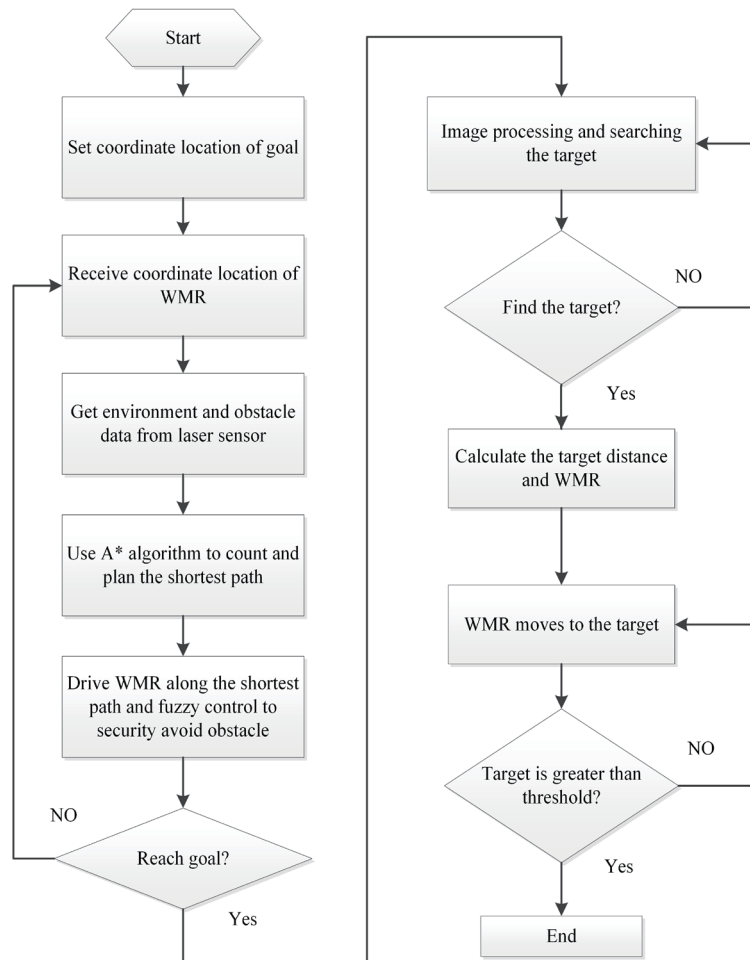 Start
Set coordinate location of goal
Receive coordinate location of
WMR
Get environment and obstacle
data from laser sensor
Use A* algorithm to count and
plan the shortest path
Drive WMR along the shortest
path and fuzzy control to
security avoid obstacle
NO
Reach goal?
Yes
Image processing and searching
the target
NO
Find the target?
Yes
Calculate the target distance
and WMR
WMR moves to the target
NO
Target is greater than
threshold?
Yes
End